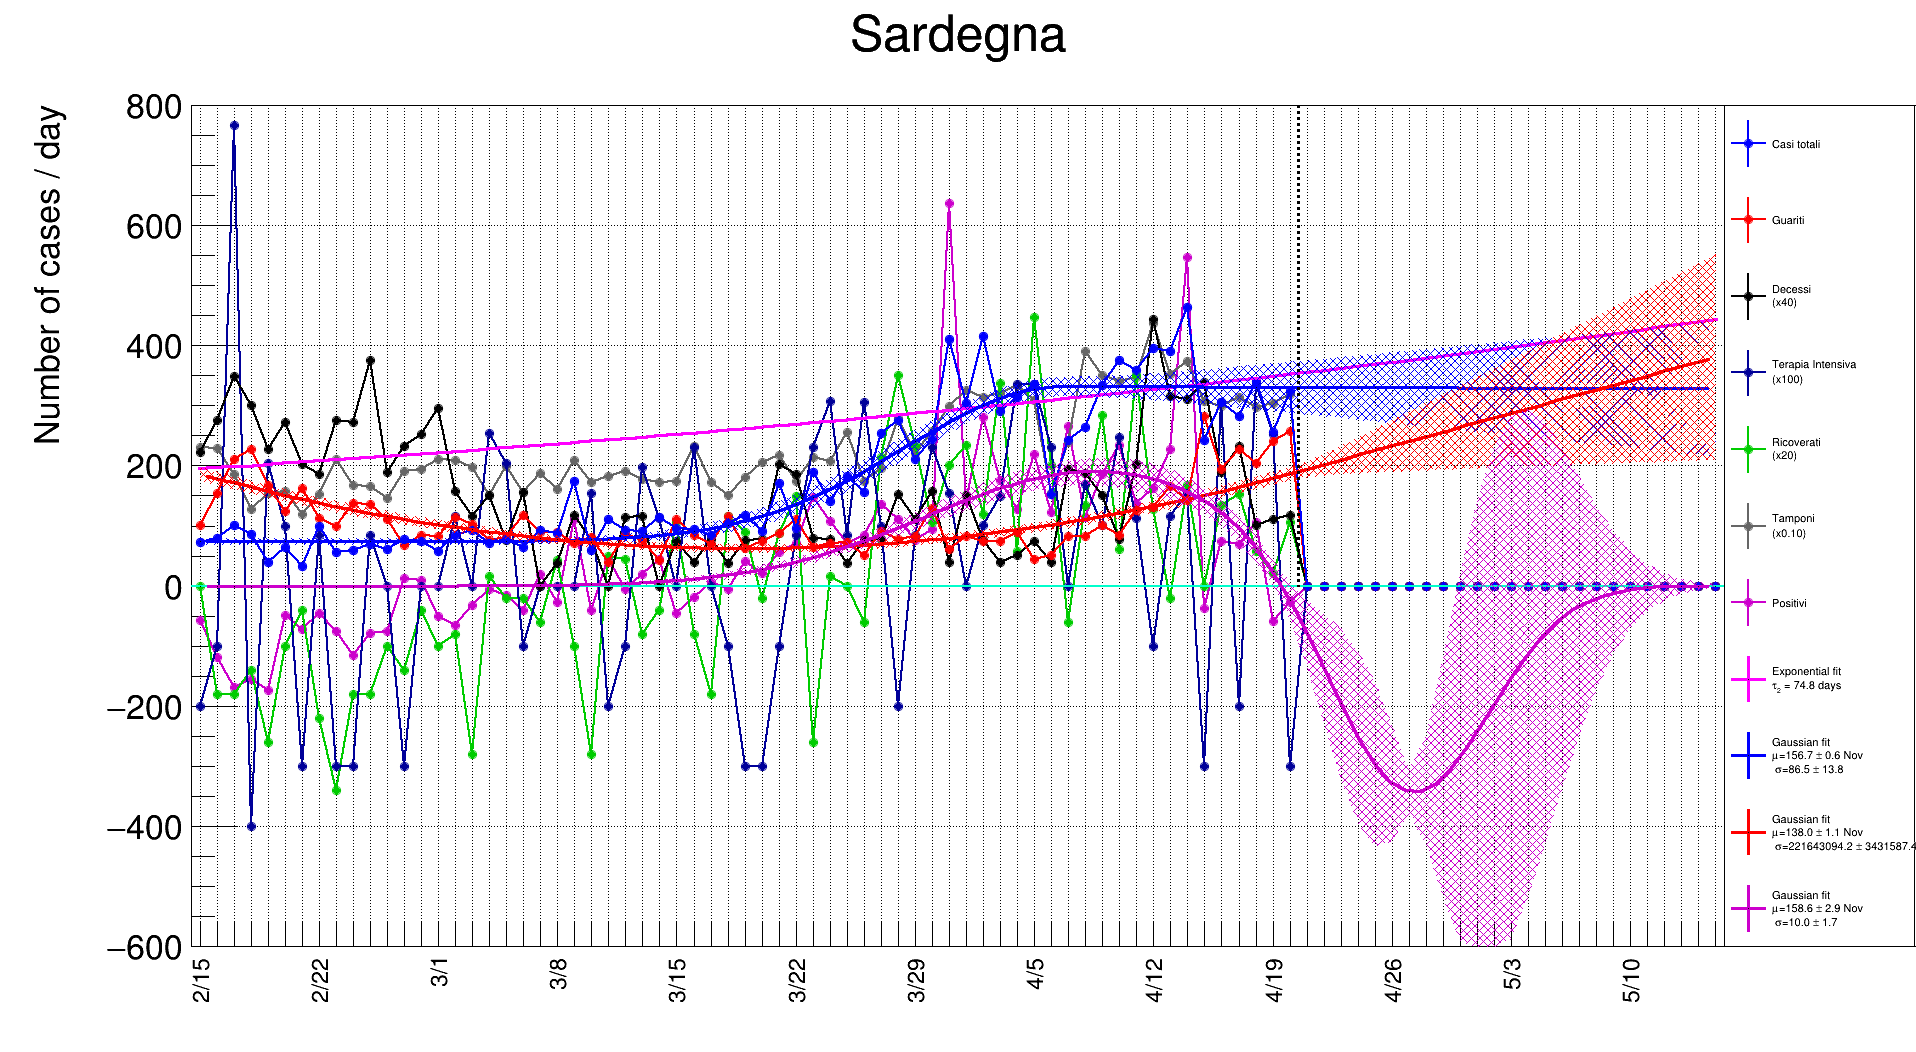 Sardegna
Number of cases / day
800
600
400
200
0
−200
−400
−600
2/15
2/22
3/1
3/8
3/15
3/22
3/29
4/5
4/12
4/19
4/26
5/3
5/10
Casi totali
Guariti
Decessi
(x40)
Terapia Intensiva
(x100)
Ricoverati
(x20)
Tamponi
(x0.10)
Positivi
Exponential fit
τ₂ = 74.8 days
Gaussian fit
μ=156.7 ± 0.6 Nov
σ=86.5 ± 13.8
Gaussian fit
μ=138.0 ± 1.1 Nov
σ=221643094.2 ± 3431587.4
Gaussian fit
μ=158.6 ± 2.9 Nov
σ=10.0 ± 1.7